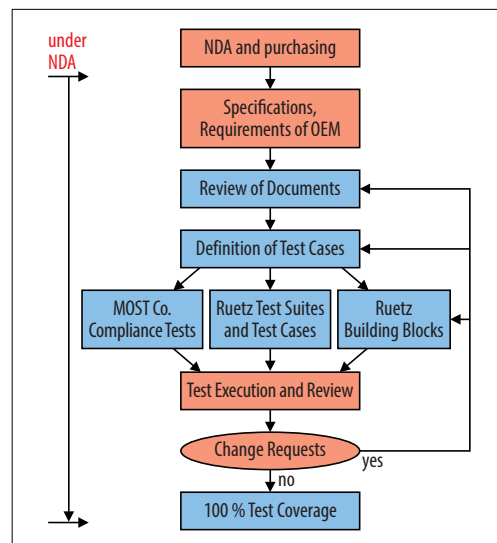 under
NDA
NDA and purchasing
Specifications,
Requirements of OEM
Review of Documents
Definition of Test Cases
MOST Co.
Compliance Tests
Ruetz Test Suites
and Test Cases
Ruetz
Building Blocks
Test Execution and Review
Change Requests
yes
no
100 % Test Coverage